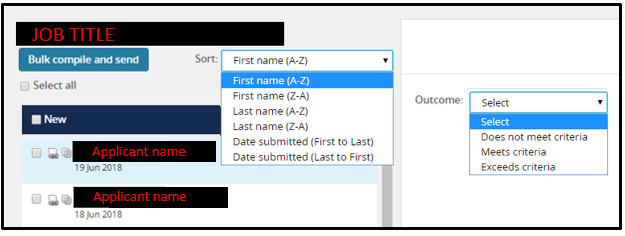 JOB TITLE
Bulk compile and send
Sort: First name (A-Z)
First name (A-Z)
First name (Z-A)
Last name (A-Z)
Last name (Z-A)
Date submitted (First to Last)
Date submitted (Last to First)
Select all
New
Applicant name
19 Jun 2018
Applicant name
18 Jun 2018
Outcome: Select
Select
Does not meet criteria
Meets criteria
Exceeds criteria